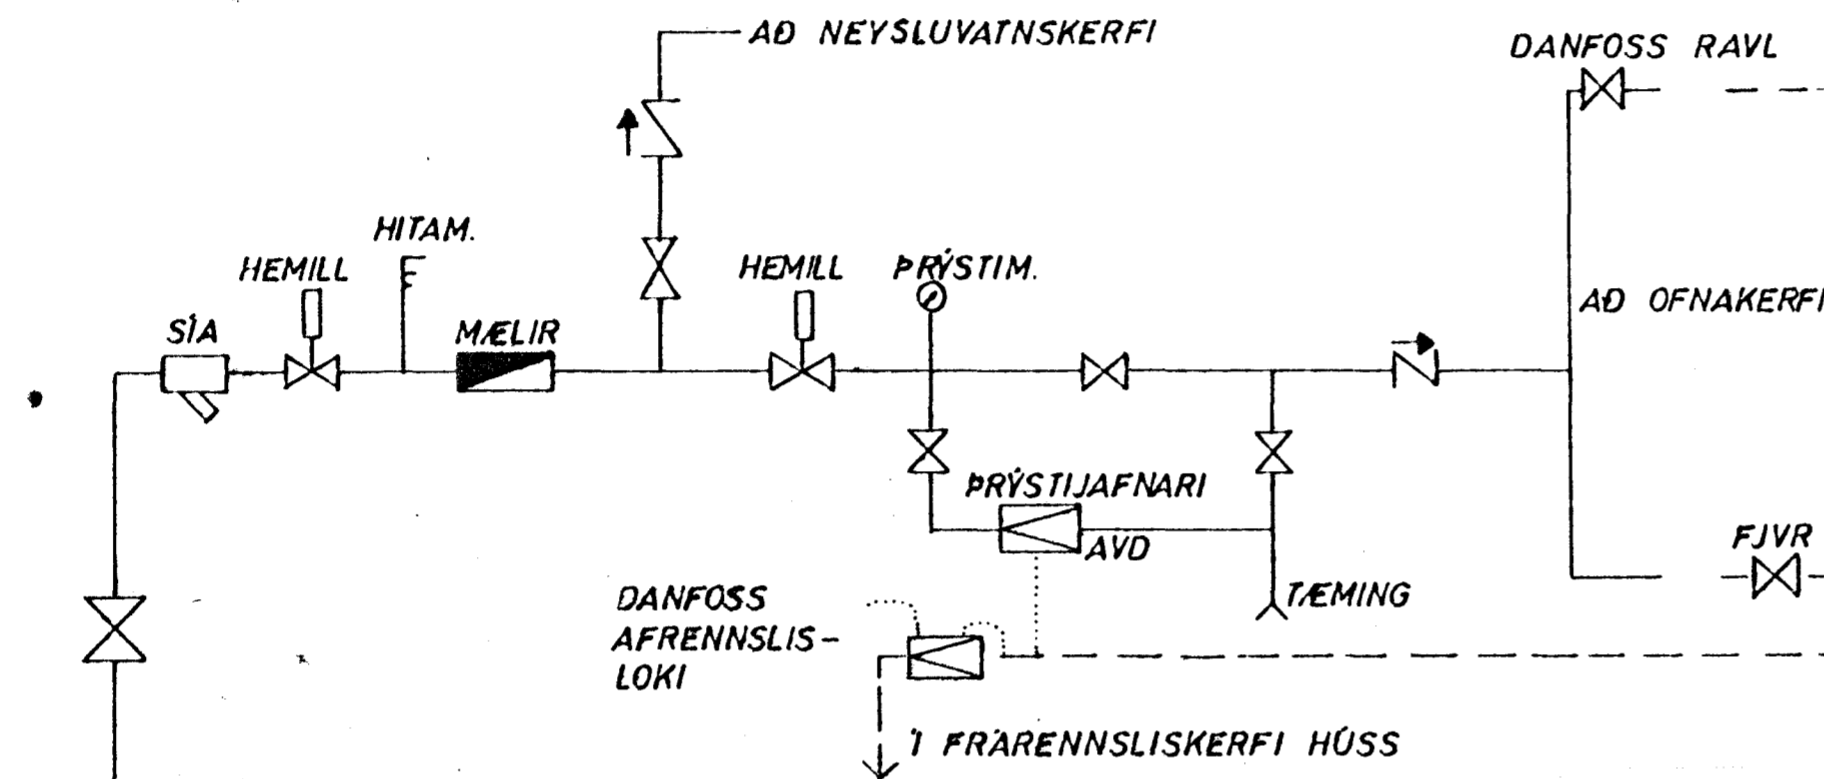 AÐ NEYSLUVATNSKERFI
DANFOSS RAVL
HITAM.
HEMILL
HEMILL
ÞRÝSTIM.
AÐ OFNAKERFI
SÍA
MÆLIR
ÞRÝSTIJAFNARI
AVD
FJVR
TÆMING
DANFOSS
AFRENNSLIS-
LOKI
Í FRÁRENNSLISKERFI HÚSS